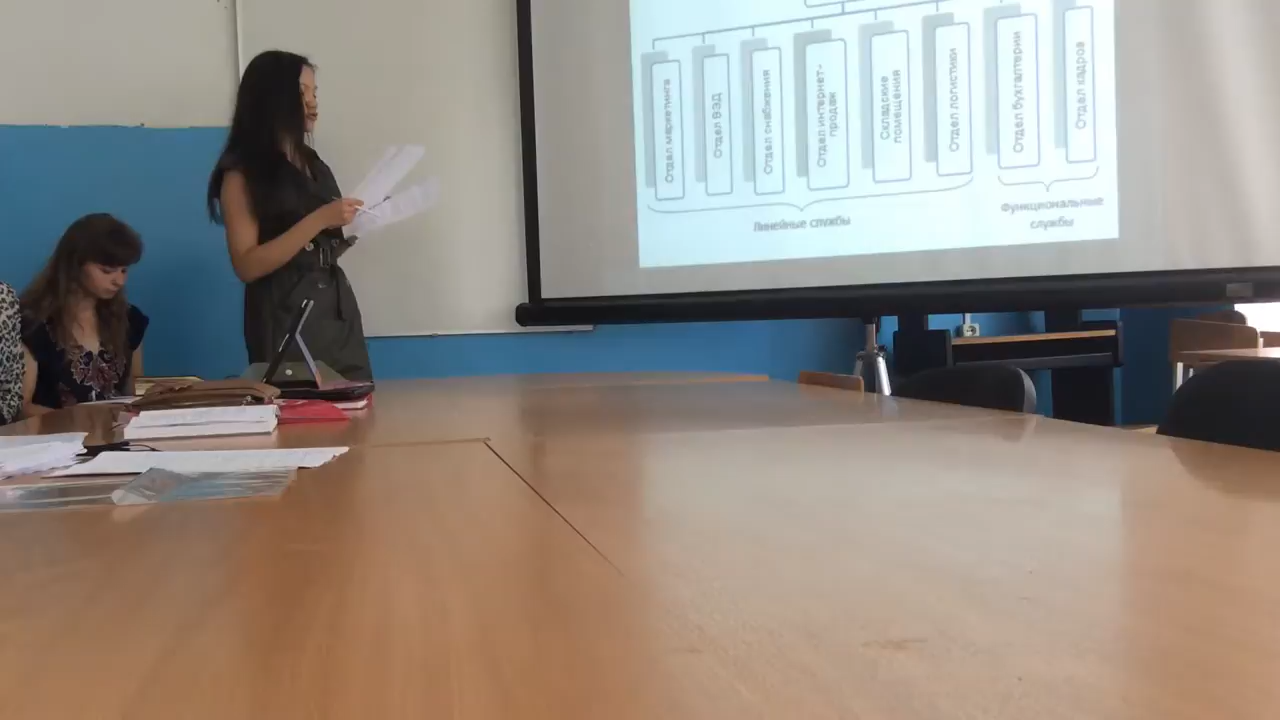 Отдел маркетинга
Отдел ВЭД
Отдел снабжения
Отдел интернет-
продаж
Складские
помещения
Отдел логистики
Отдел бухгалтерии
Отдел кадров
Линейные службы
Функциональные
службы